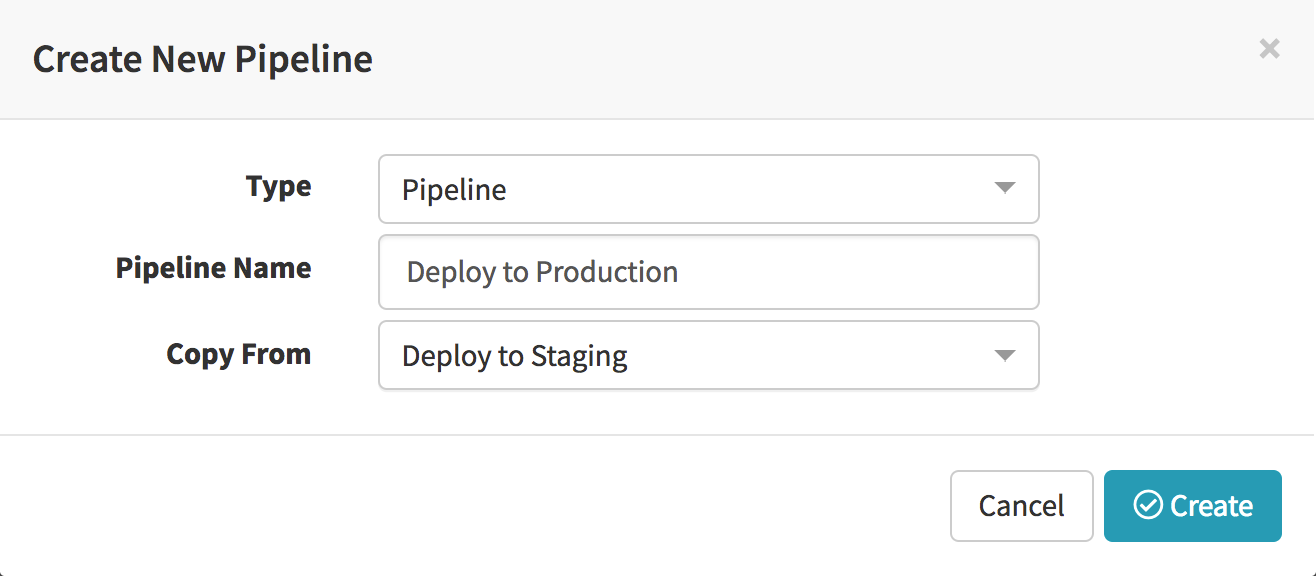 Create New Pipeline
Type Pipeline
Pipeline Name Deploy to Production
Copy From Deploy to Staging
Cancel Create